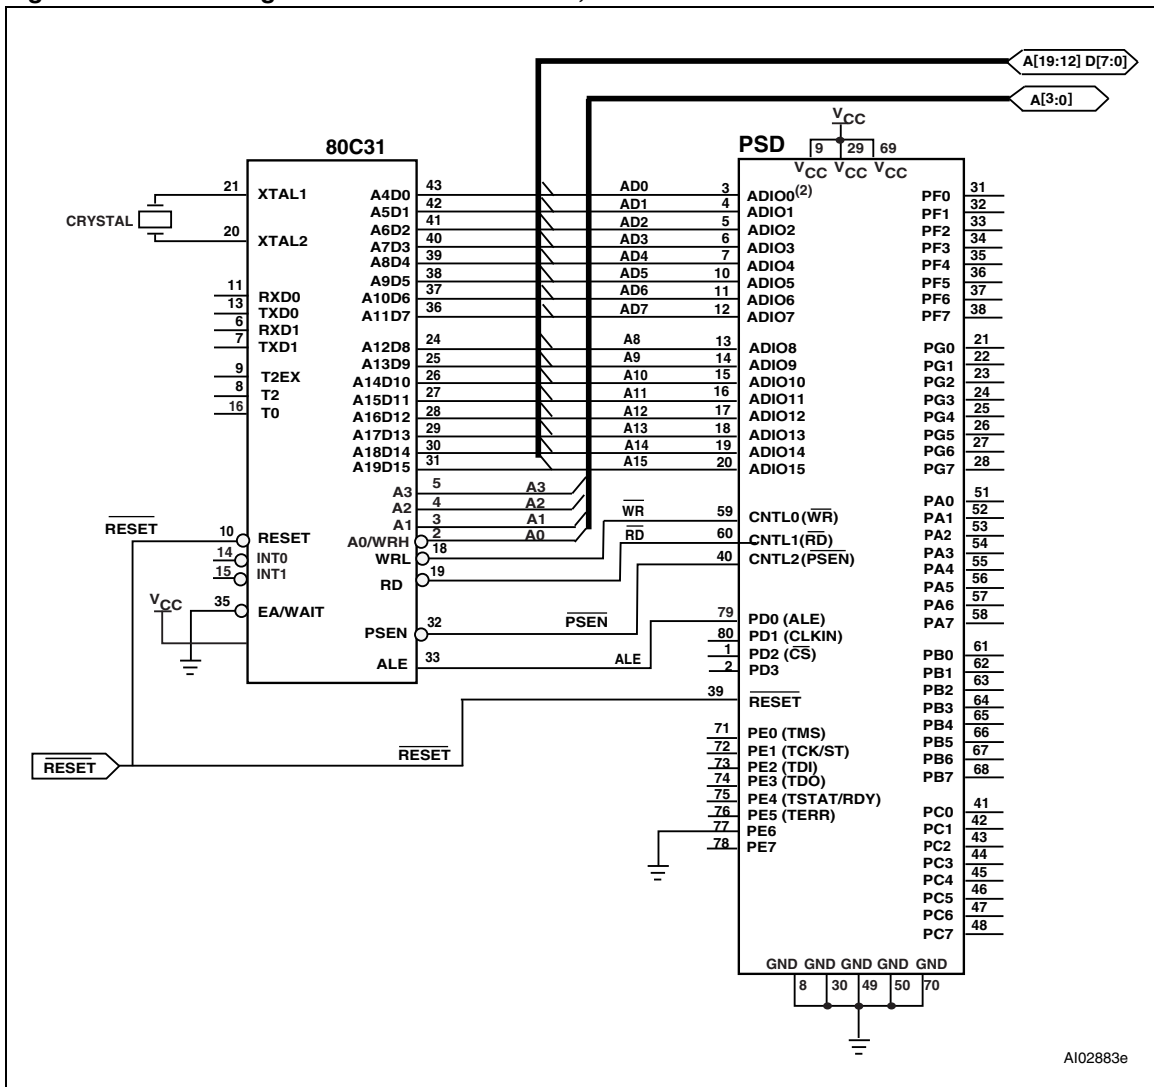 A[19:12] D[7:0]
A[3:0]
VCC
80C31
PSD
9 29 69
VCC VCC VCC
CRYSTAL
21 XTAL1
20 XTAL2
11 RXD0
13 TXD0
6 RXD1
7 TXD1
9 T2EX
8 T2
16 T0
RESET
10 RESET
14 INT0
15 INT1
VCC
35 EA/WAIT
A4D0 43
A5D1 42
A6D2 41
A7D3 40
A8D4 39
A9D5 38
A10D6 37
A11D7 36
A12D8 24
A13D9 25
A14D10 26
A15D11 27
A16D12 28
A17D13 29
A18D14 30
A19D15 31
A3 5 A3
A2 4 A2
A1 3 A1
A0/WRH 2 A0
WRL 18
RD 19
PSEN 32 PSEN
ALE 33 ALE
AD0
AD1
AD2
AD3
AD4
AD5
AD6
AD7
A8
A9
A10
A11
A12
A13
A14
A15
WR
RD
3 ADIO0(2)
4 ADIO1
5 ADIO2
6 ADIO3
7 ADIO4
10 ADIO5
11 ADIO6
12 ADIO7
13 ADIO8
14 ADIO9
15 ADIO10
16 ADIO11
17 ADIO12
18 ADIO13
19 ADIO14
20 ADIO15
59 CNTL0(WR)
60 CNTL1(RD)
40 CNTL2(PSEN)
79 PD0 (ALE)
80 PD1 (CLKIN)
1 PD2 (CS)
2 PD3
39 RESET
71 PE0 (TMS)
72 PE1 (TCK/ST)
73 PE2 (TDI)
74 PE3 (TDO)
75 PE4 (TSTAT/RDY)
76 PE5 (TERR)
77 PE6
78 PE7
PF0 31
PF1 32
PF2 33
PF3 34
PF4 35
PF5 36
PF6 37
PF7 38
PG0 21
PG1 22
PG2 23
PG3 24
PG4 25
PG5 26
PG6 27
PG7 28
PA0 51
PA1 52
PA2 53
PA3 54
PA4 55
PA5 56
PA6 57
PA7 58
PB0 61
PB1 62
PB2 63
PB3 64
PB4 65
PB5 66
PB6 67
PB7 68
PC0 41
PC1 42
PC2 43
PC3 44
PC4 45
PC5 46
PC6 47
PC7 48
RESET
RESET
GND GND GND GND GND
8 30 49 50 70
AI02883e